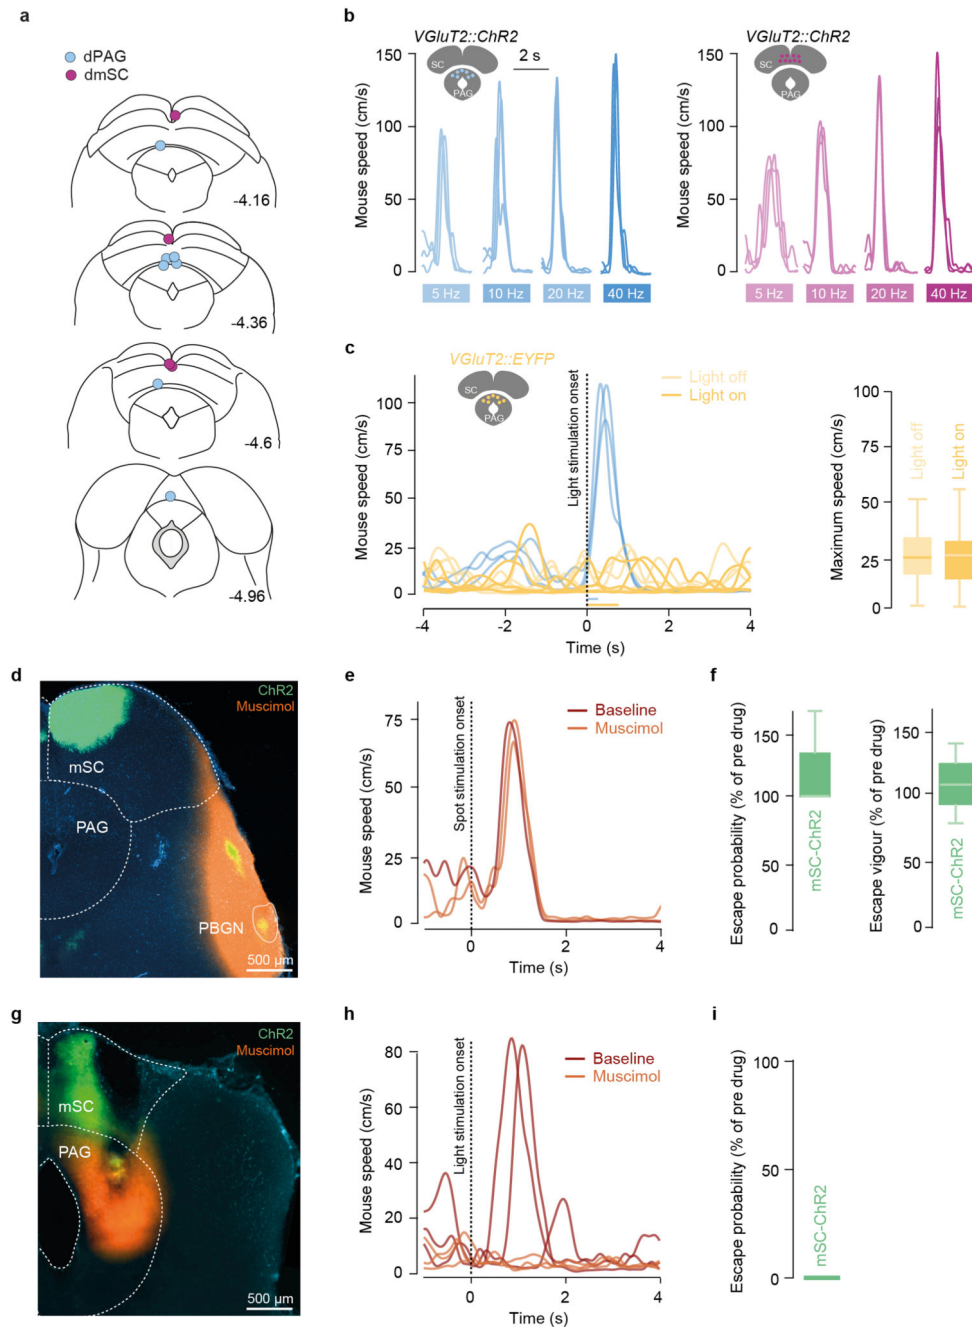 a
dPAG
dmSC
-4.16
-4.36
-4.6
-4.96
b
VGluT2::ChR2
SC
PAG
2 s
Mouse speed (cm/s)
150
100
50
0
5 Hz
10 Hz
20 Hz
40 Hz
VGluT2::ChR2
SC
PAG
Mouse speed (cm/s)
150
100
50
0
5 Hz
10 Hz
20 Hz
40 Hz
c
VGluT2::EYFP
SC
PAG
Light stimulation onset
Light off
Light on
Mouse speed (cm/s)
100
75
50
25
0
-4
-2
0
2
4
Time (s)
Maximum speed (cm/s)
100
75
50
25
0
Light off
Light on
d
ChR2
Muscimol
mSC
PAG
PBGN
500 µm
e
Spot stimulation onset
Baseline
Muscimol
Mouse speed (cm/s)
75
50
25
0
0
2
4
Time (s)
f
Escape probability (% of pre drug)
150
100
50
0
mSC-ChR2
Escape vigour (% of pre drug)
150
100
50
0
mSC-ChR2
g
ChR2
Muscimol
mSC
PAG
500 µm
h
Light stimulation onset
Baseline
Muscimol
Mouse speed (cm/s)
80
60
40
20
0
0
2
4
Time (s)
i
Escape probability (% of pre drug)
100
50
0
mSC-ChR2